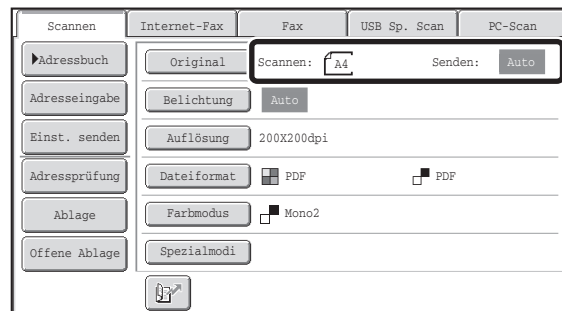 Scannen Internet-Fax Fax USB Sp. Scan PC-Scan
Adressbuch Original Scannen: A4 Senden: Auto
Adresseingabe Belichtung Auto
Einst. senden Auflösung 200X200dpi
Adressprüfung Dateiformat PDF PDF
Ablage Farbmodus Mono2
Offene Ablage Spezialmodi